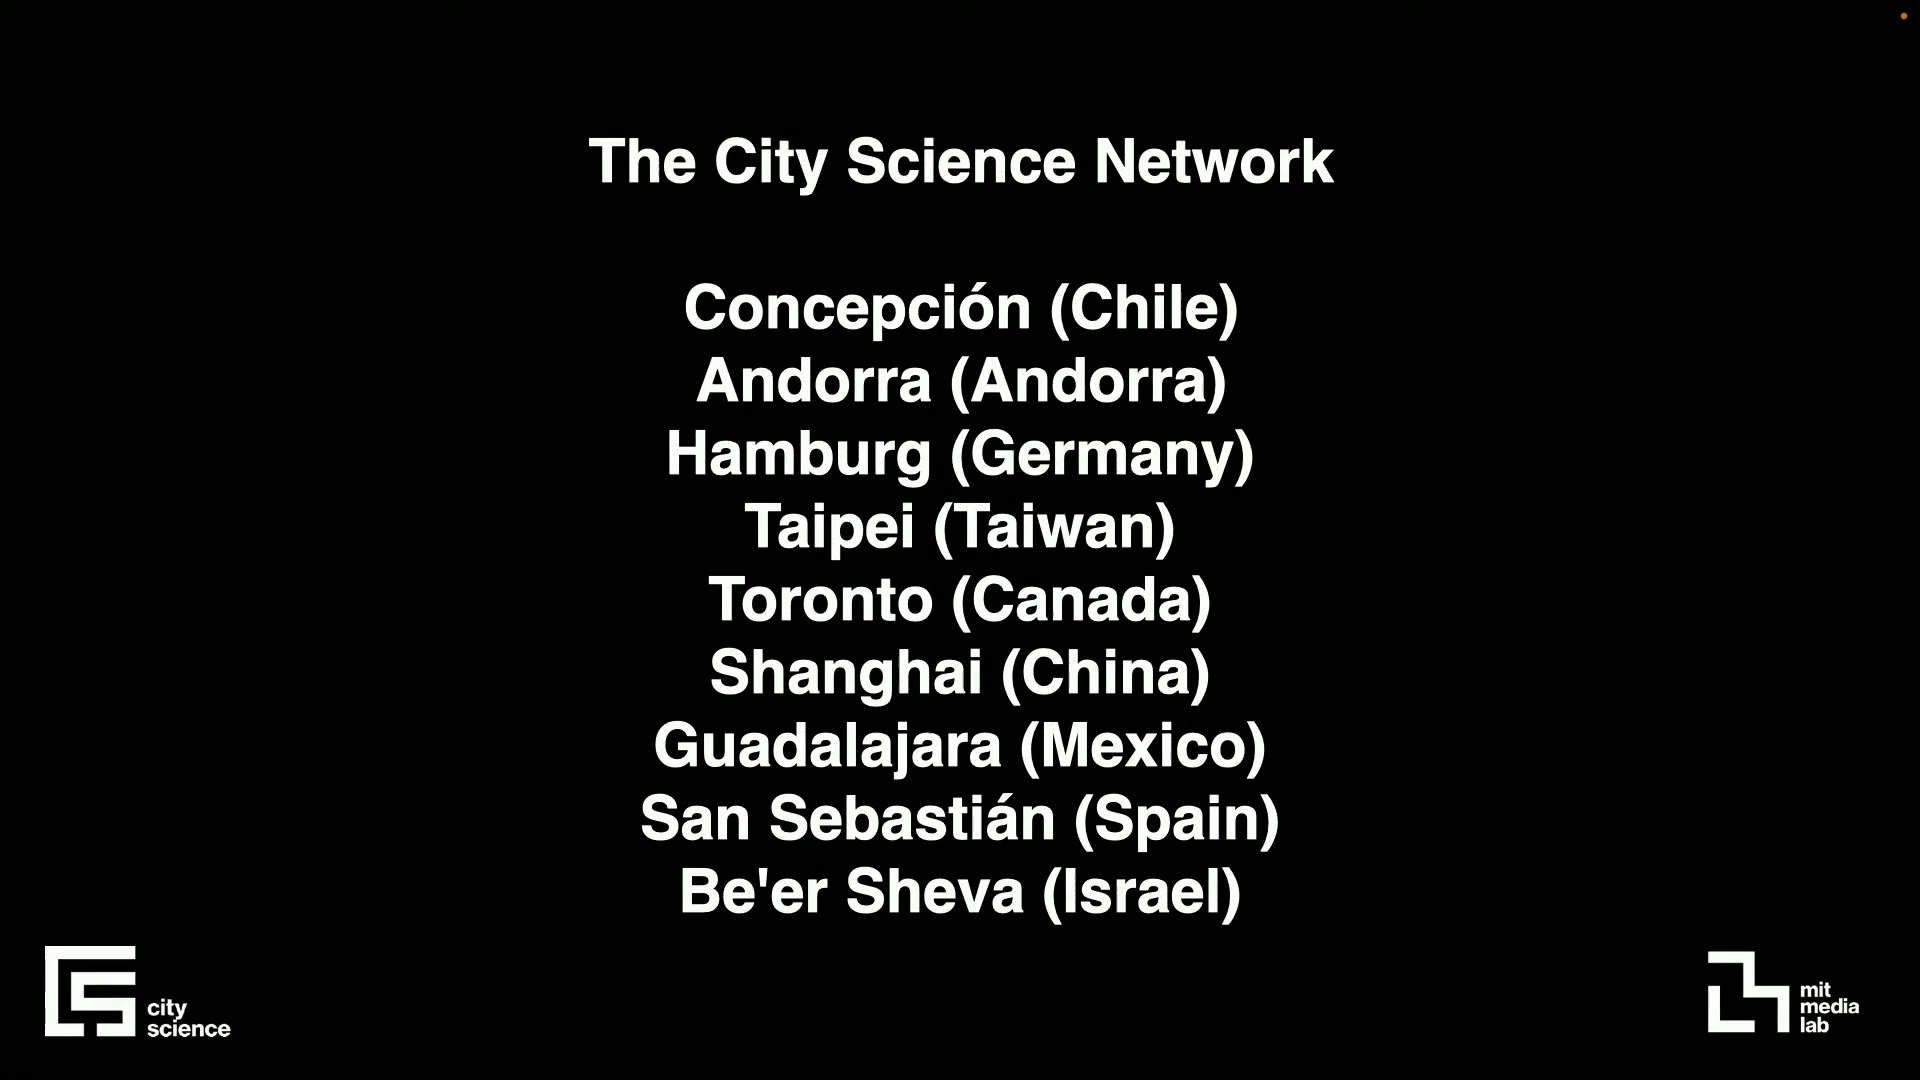 The City Science Network
Concepción (Chile)
Andorra (Andorra)
Hamburg (Germany)
Taipei (Taiwan)
Toronto (Canada)
Shanghai (China)
Guadalajara (Mexico)
San Sebastián (Spain)
Be'er Sheva (Israel)
city
science
mit
media
lab